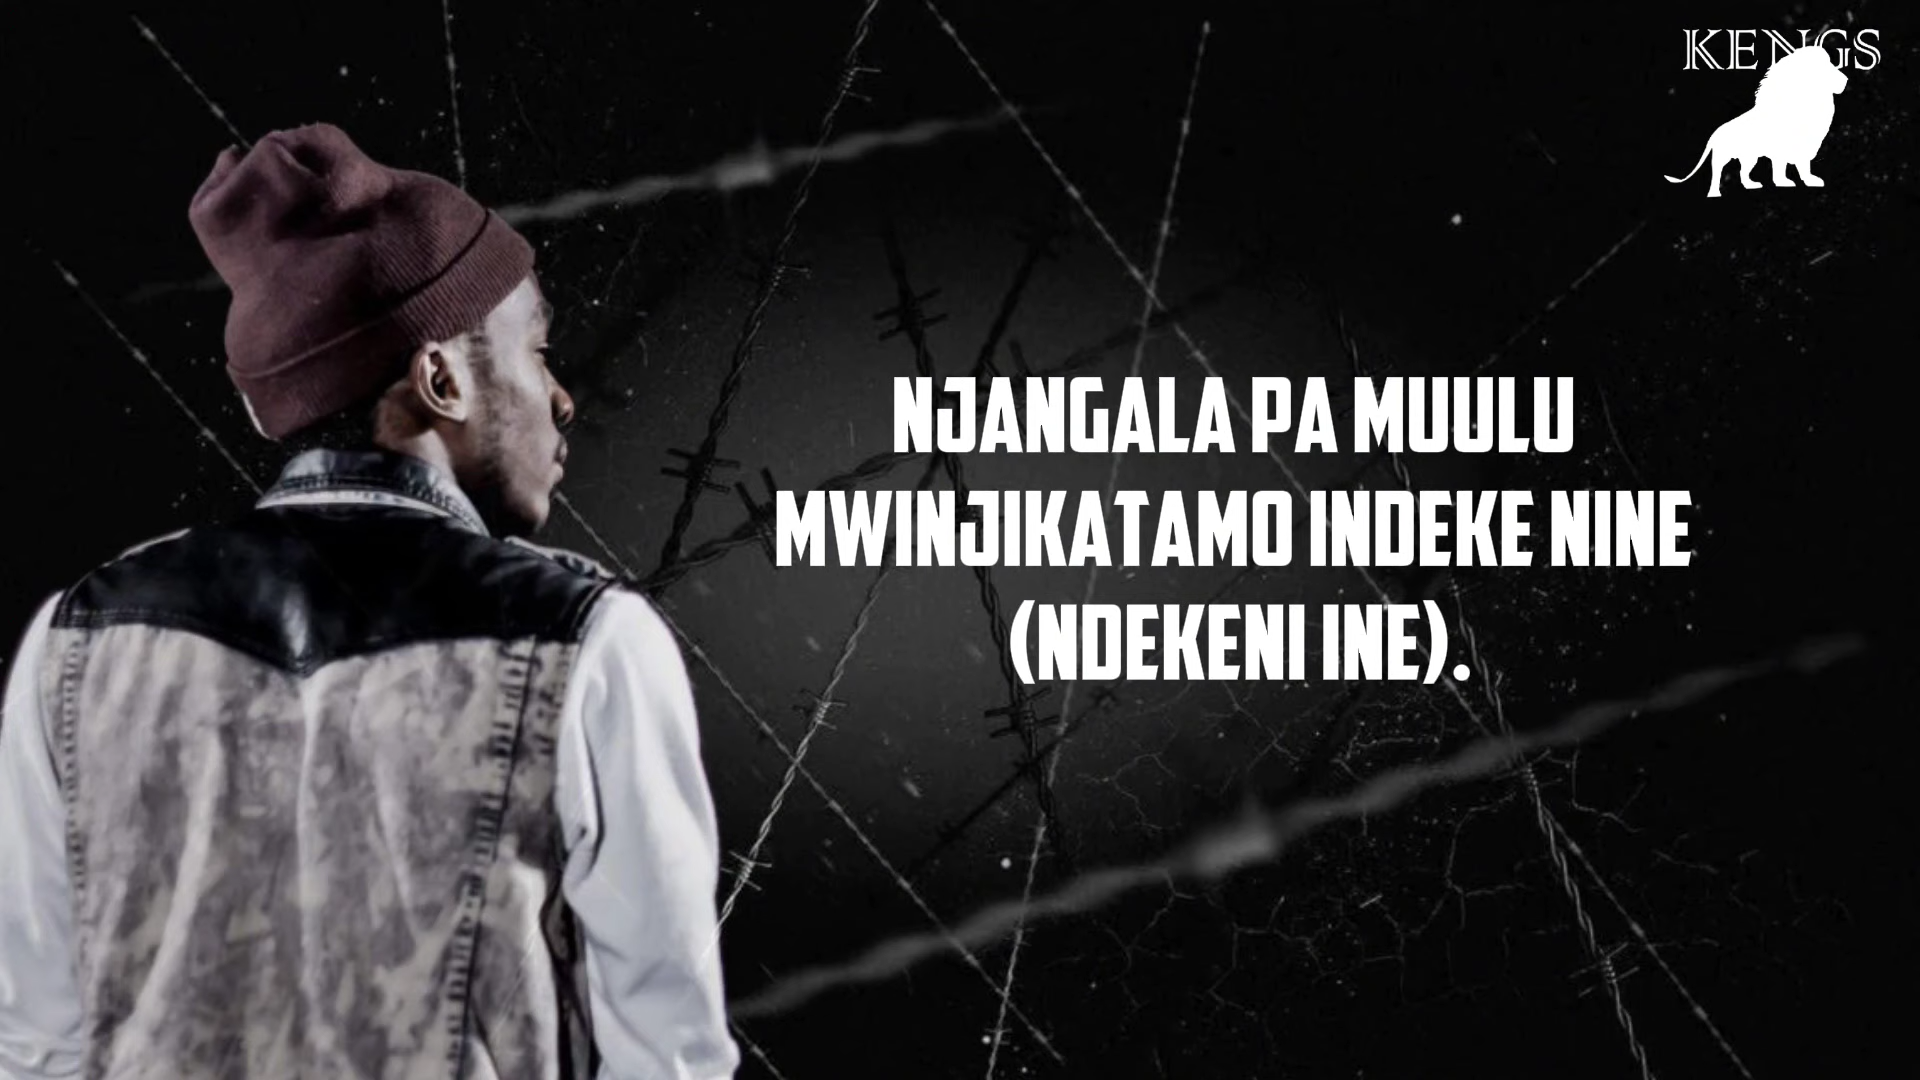 KENGS
NJANGALA PA MUULU
MWINJIKATAMO INDEKE NINE
(NDEKENI INE).